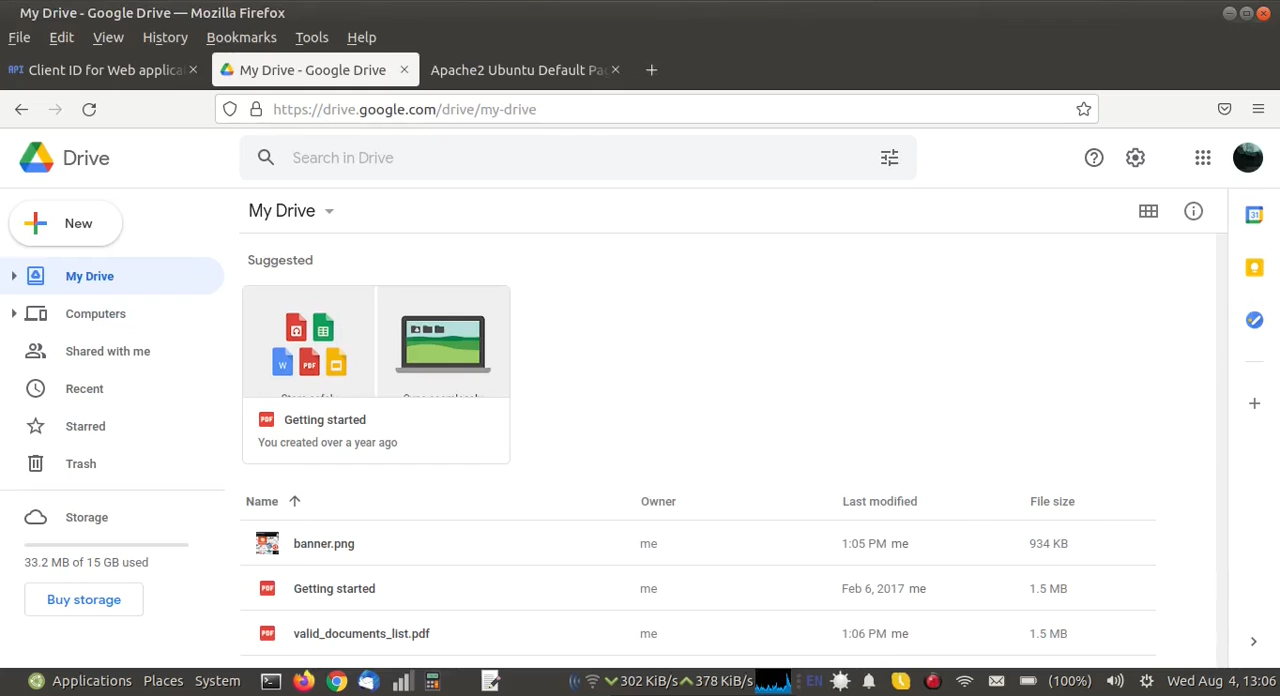 My Drive - Google Drive — Mozilla Firefox
File Edit View History Bookmarks Tools Help
API Client ID for Web applica
My Drive - Google Drive
Apache2 Ubuntu Default Pa
https://drive.google.com/drive/my-drive
Drive
Search in Drive
New
My Drive
31
My Drive
Computers
Shared with me
Recent
Starred
Trash
Storage
33.2 MB of 15 GB used
Buy storage
Suggested
W PDF
PDF Getting started
You created over a year ago
Name Owner Last modified File size
banner.png me 1:05 PM me 934 KB
PDF Getting started me Feb 6, 2017 me 1.5 MB
PDF valid_documents_list.pdf me 1:06 PM me 1.5 MB
Applications Places System 302 KiB/s 378 KiB/s EN (100%) Wed Aug 4, 13:06